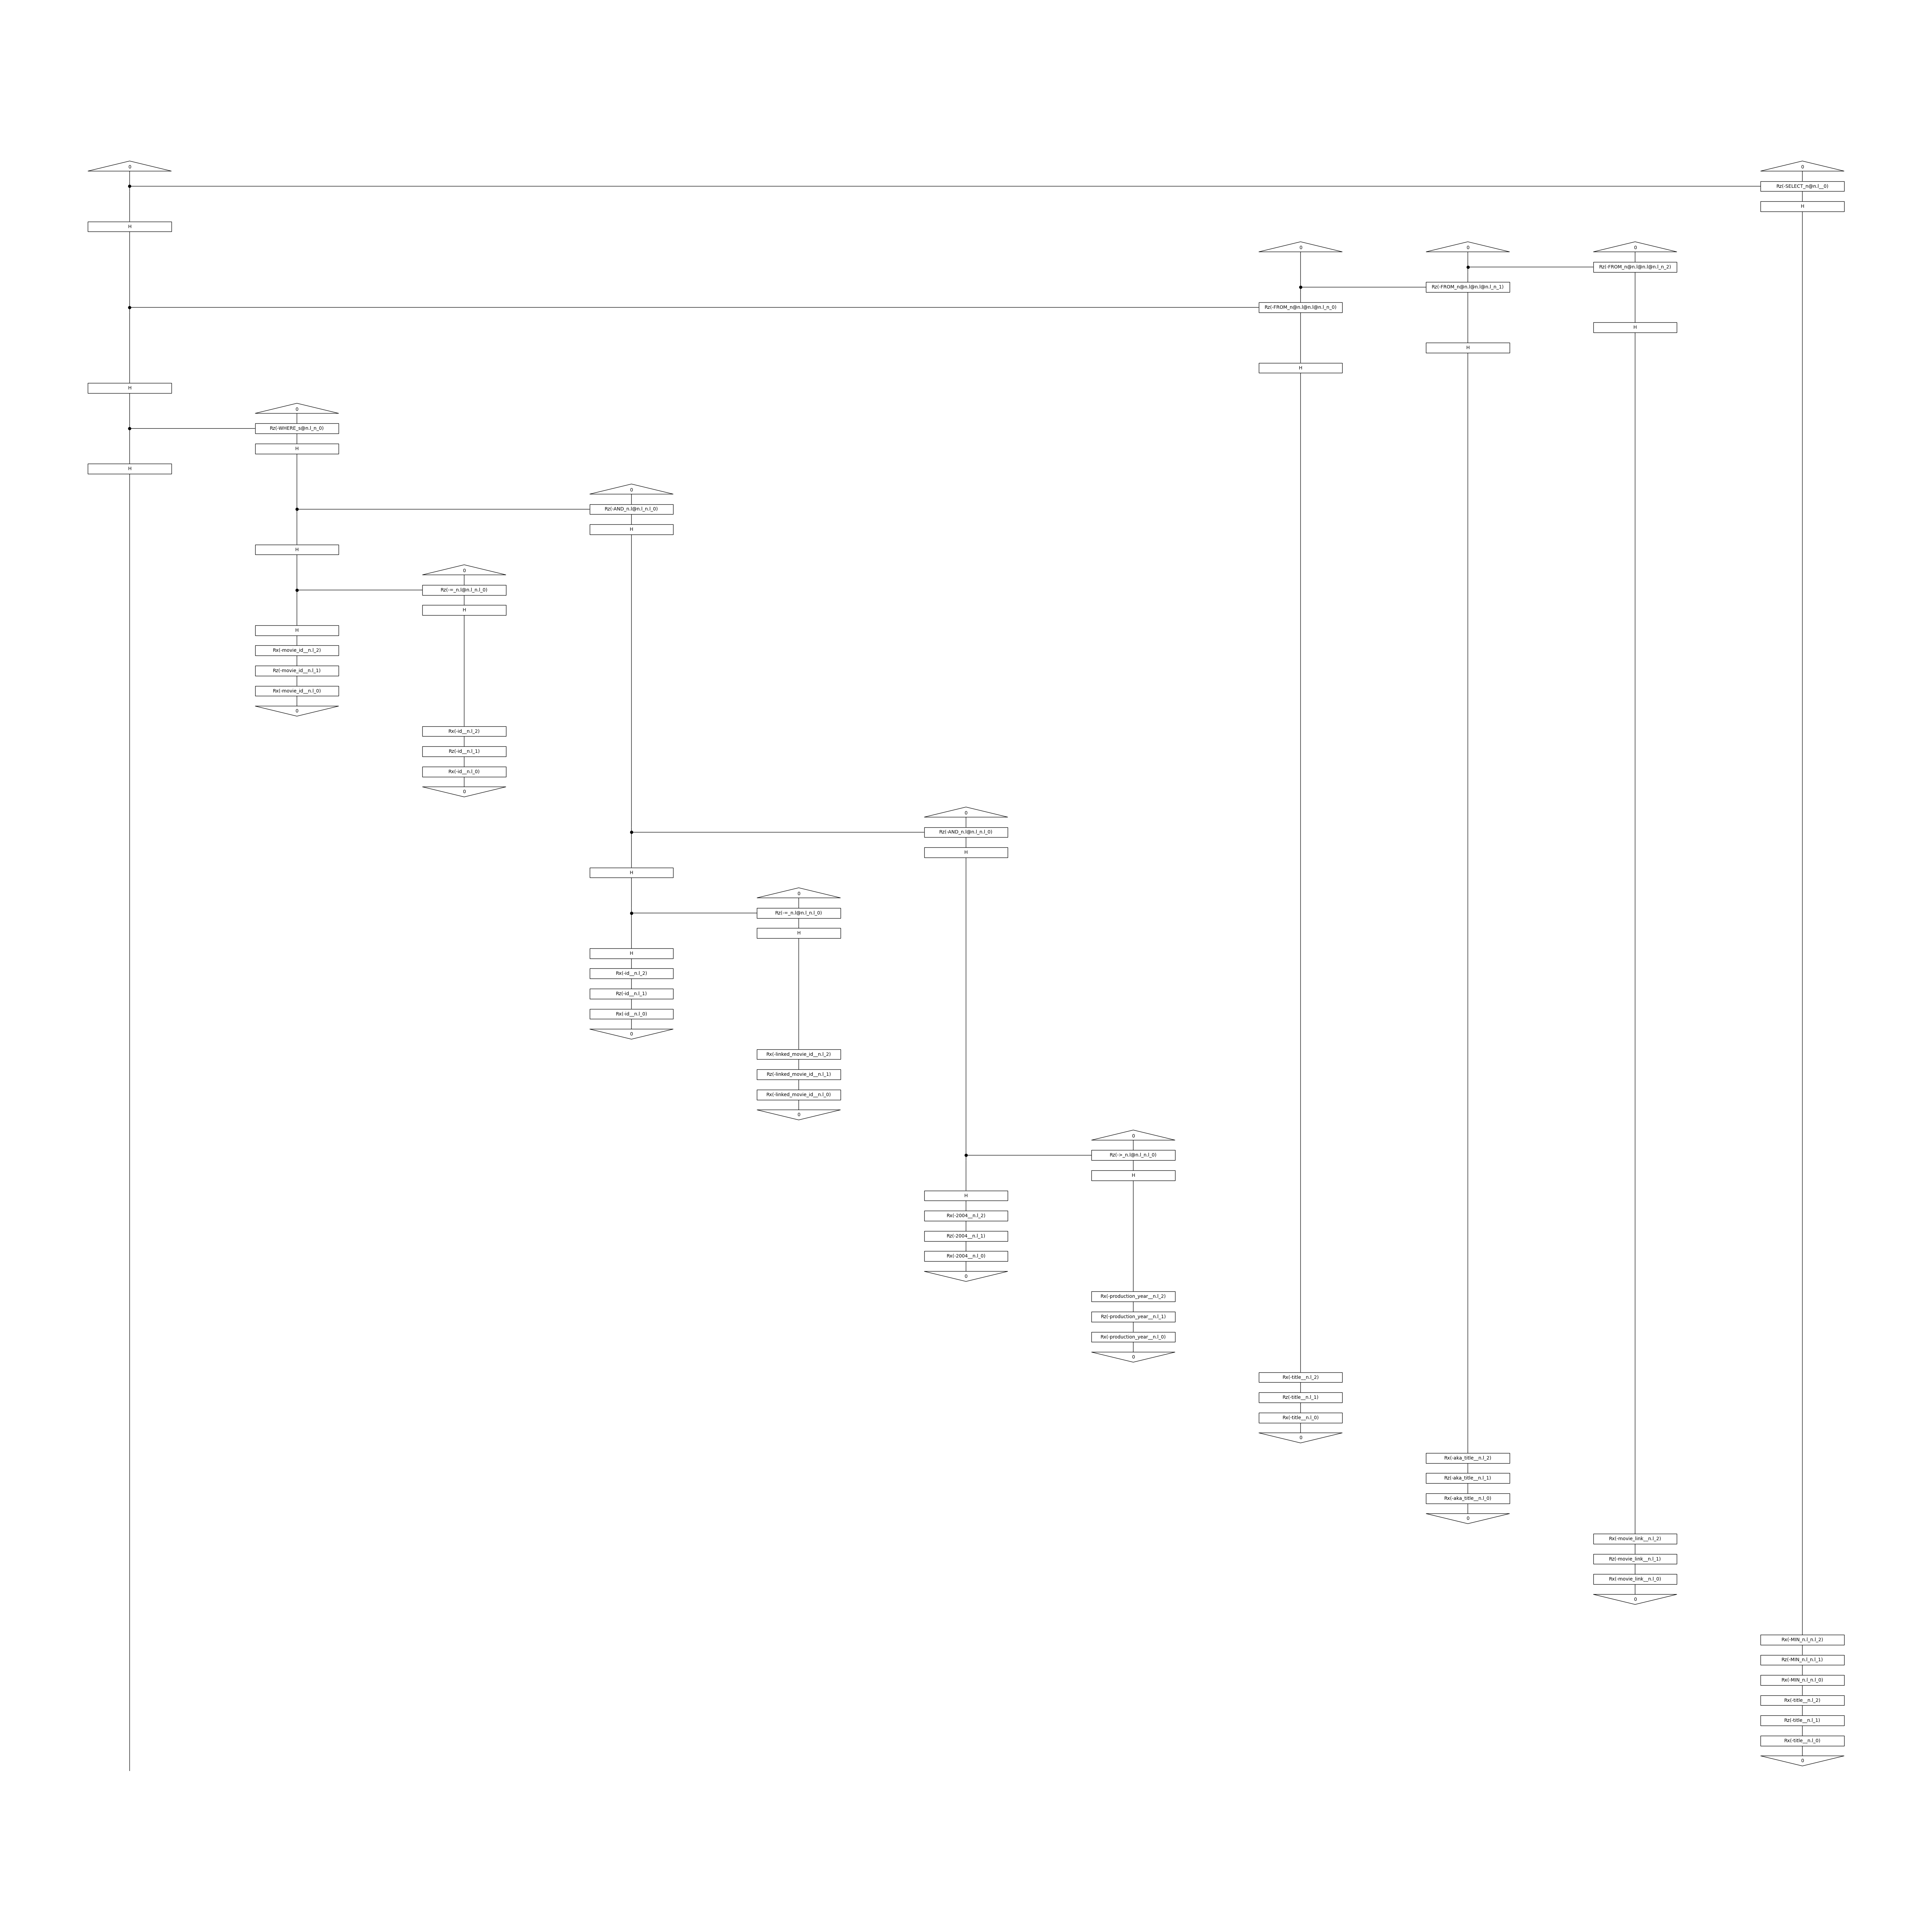 0 0
Rz(-SELECT_n@n.l__0)
H
H
0 0 0
Rz(-FROM_n@n.l@n.l@n.l_n_2)
Rz(-FROM_n@n.l@n.l@n.l_n_1)
Rz(-FROM_n@n.l@n.l@n.l_n_0)
H
H
H
H
0
Rz(-WHERE_s@n.l_n_0)
H
H
0
Rz(-AND_n.l@n.l_n.l_0)
H
H
0
Rz(-=_n.l@n.l_n.l_0)
H
H
Rx(-movie_id__n.l_2)
Rz(-movie_id__n.l_1)
Rx(-movie_id__n.l_0)
0
Rx(-id__n.l_2)
Rz(-id__n.l_1)
Rx(-id__n.l_0)
0
0
Rz(-AND_n.l@n.l_n.l_0)
H
H
0
Rz(-=_n.l@n.l_n.l_0)
H
H
Rx(-id__n.l_2)
Rz(-id__n.l_1)
Rx(-id__n.l_0)
0
Rx(-linked_movie_id__n.l_2)
Rz(-linked_movie_id__n.l_1)
Rx(-linked_movie_id__n.l_0)
0
0
Rz(->_n.l@n.l_n.l_0)
H
H
Rx(-2004__n.l_2)
Rz(-2004__n.l_1)
Rx(-2004__n.l_0)
0
Rx(-production_year__n.l_2)
Rz(-production_year__n.l_1)
Rx(-production_year__n.l_0)
0
Rx(-title__n.l_2)
Rz(-title__n.l_1)
Rx(-title__n.l_0)
0
Rx(-aka_title__n.l_2)
Rz(-aka_title__n.l_1)
Rx(-aka_title__n.l_0)
0
Rx(-movie_link__n.l_2)
Rz(-movie_link__n.l_1)
Rx(-movie_link__n.l_0)
0
Rx(-MIN_n.l_n.l_2)
Rz(-MIN_n.l_n.l_1)
Rx(-MIN_n.l_n.l_0)
Rx(-title__n.l_2)
Rz(-title__n.l_1)
Rx(-title__n.l_0)
0